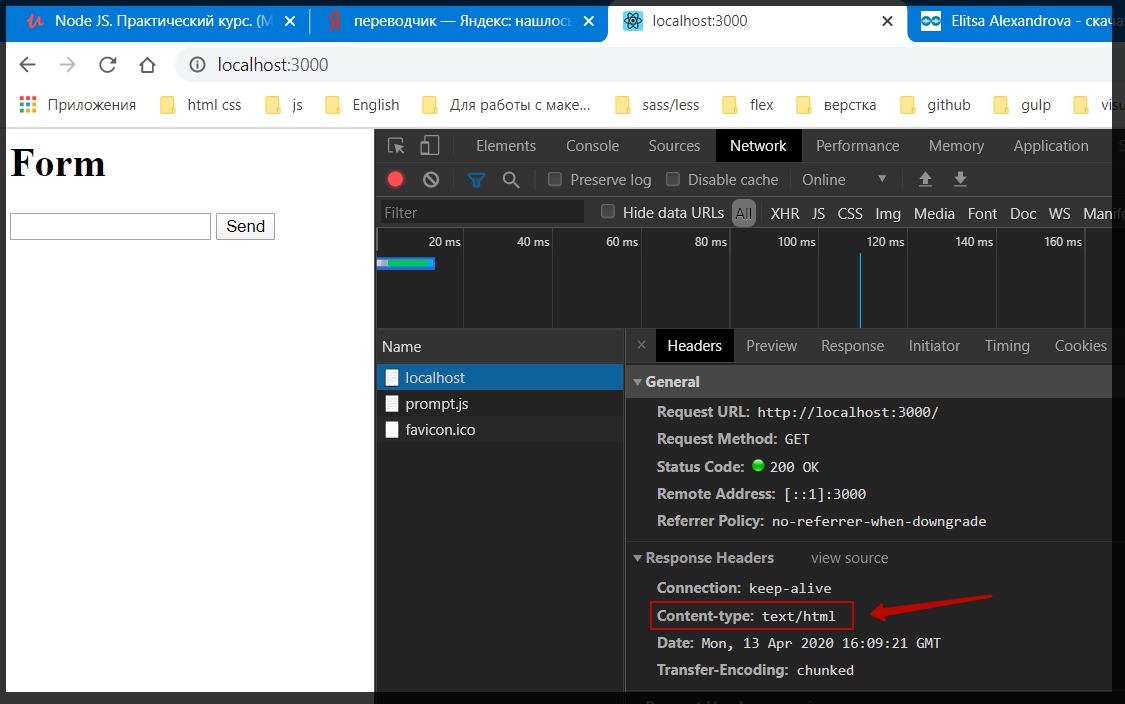 Node JS. Практический курс. (М
переводчик — Яндекс: нашлось
localhost:3000
Elitsa Alexandrova - скача
localhost:3000
Приложения html css js English Для работы с маке... sass/less flex верстка github gulp visu
Form
Send
Elements Console Sources Network Performance Memory Application
Preserve log Disable cache Online
Filter Hide data URLs All XHR JS CSS Img Media Font Doc WS Manife
20 ms 40 ms 60 ms 80 ms 100 ms 120 ms 140 ms 160 ms
Name
localhost
prompt.js
favicon.ico
× Headers Preview Response Initiator Timing Cookies
General
Request URL: http://localhost:3000/
Request Method: GET
Status Code: 200 OK
Remote Address: [::1]:3000
Referrer Policy: no-referrer-when-downgrade
Response Headers view source
Connection: keep-alive
Content-type: text/html
Date: Mon, 13 Apr 2020 16:09:21 GMT
Transfer-Encoding: chunked